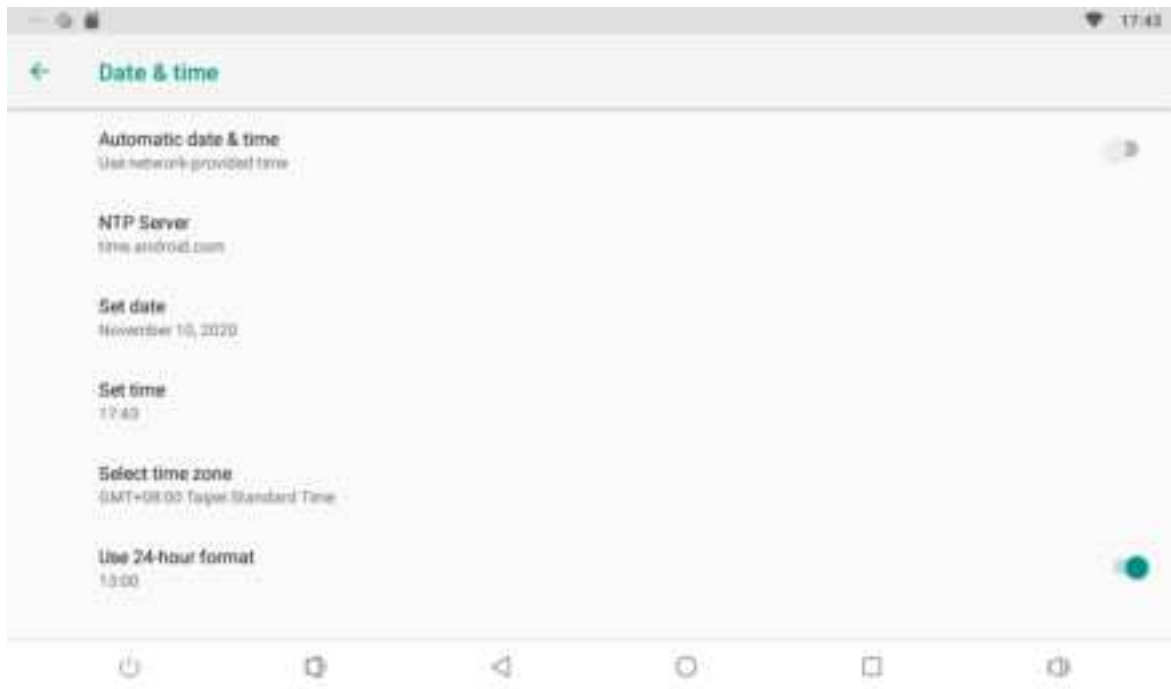 17:43
Date & time
Automatic date & time
Use network-provided time
NTP Server
time.android.com
Set date
November 10, 2020
Set time
17:43
Select time zone
GMT+08:00 Taipei Standard Time
Use 24-hour format
13:00